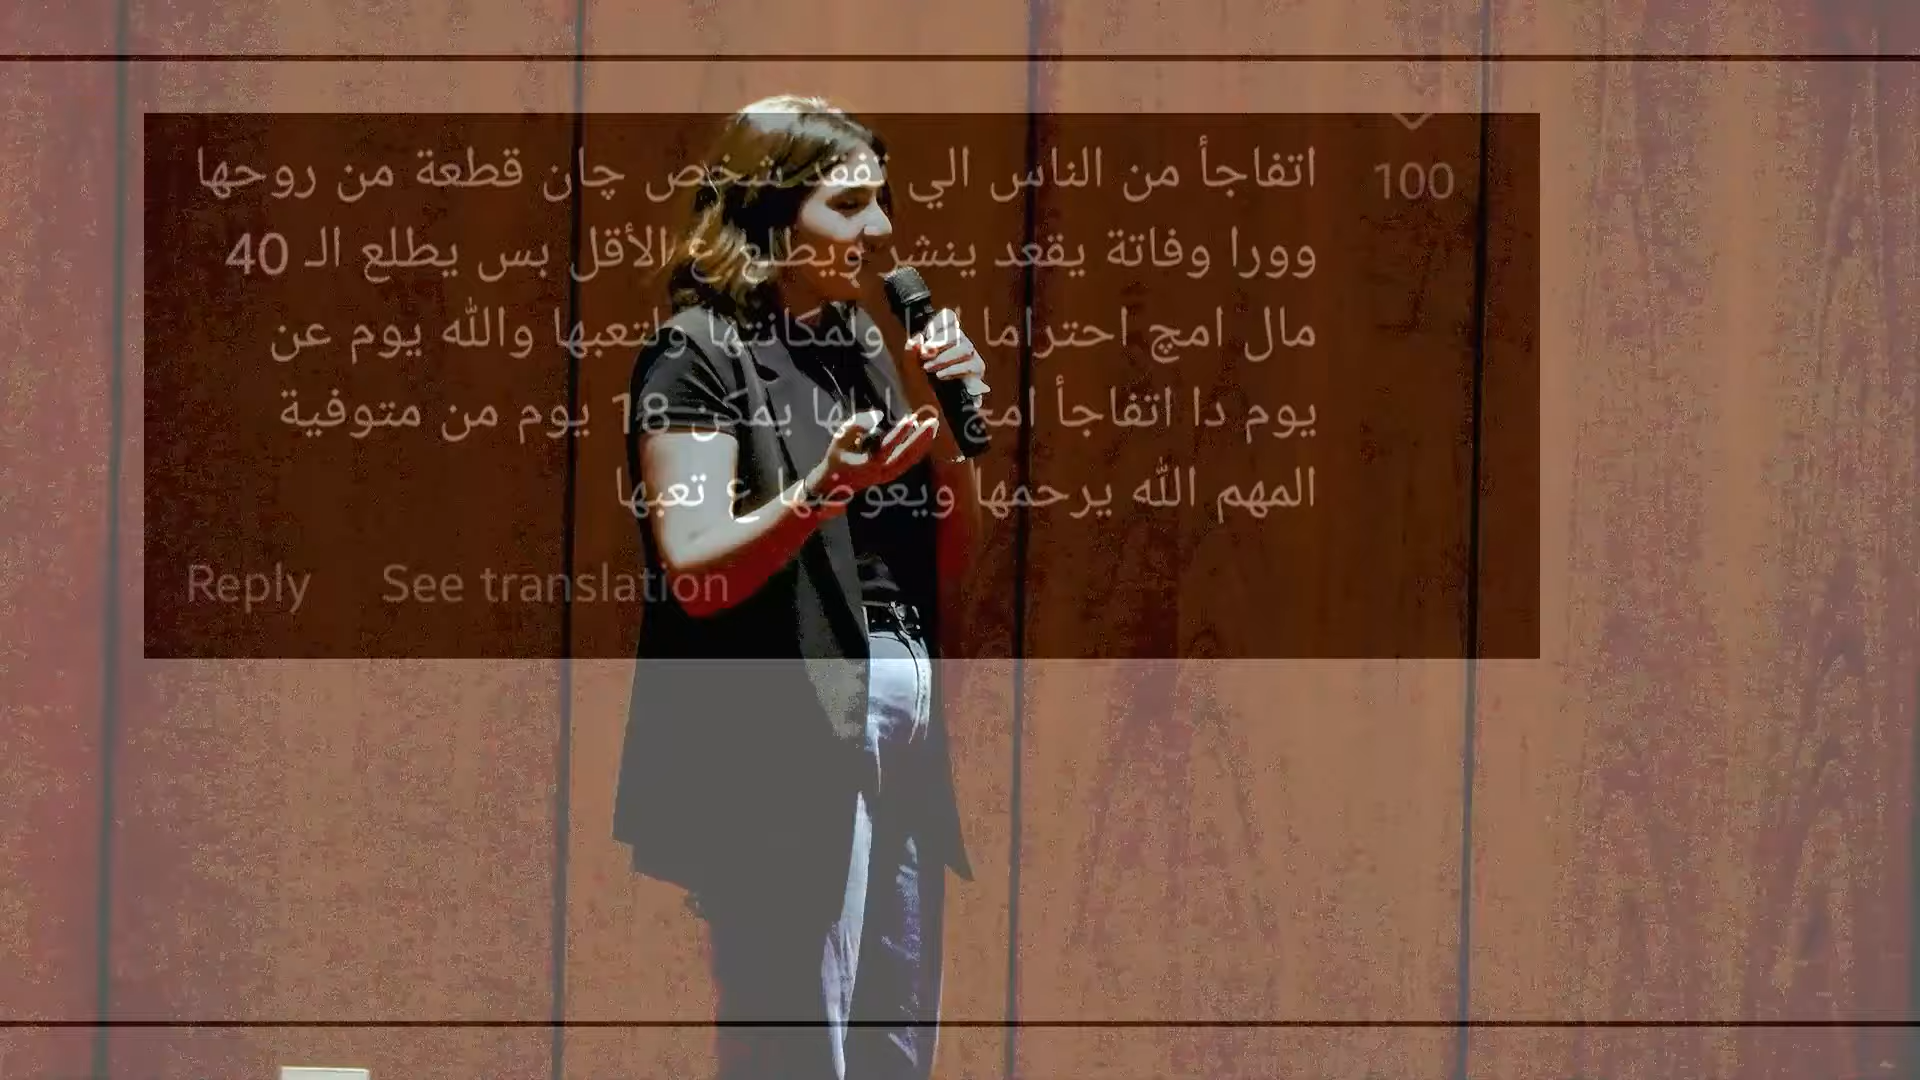 اتفاجأ من الناس الي تفقد شخص چان قطعة من روحها
100
وورا وفاتة يقعد ينشر ويطلع ع الأقل بس يطلع الـ 40
مال امچ احتراما الها ولمكانتها ولتعبها والله يوم عن
يوم دا اتفاجأ امچ صارلها يمكن 18 يوم من متوفية
المهم الله يرحمها ويعوضها ع تعبها
Reply See translation